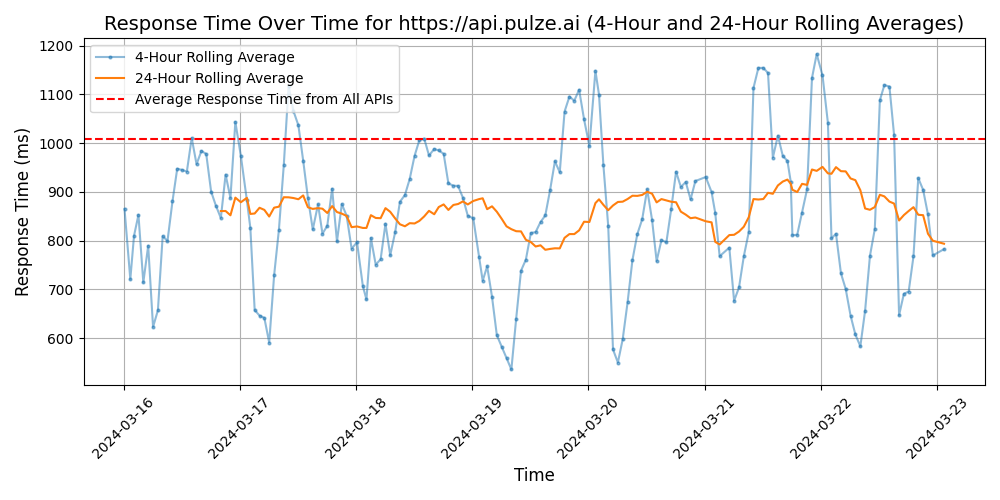 Response Time Over Time for https://api.pulze.ai (4-Hour and 24-Hour Rolling Averages)
4-Hour Rolling Average
24-Hour Rolling Average
Average Response Time from All APIs
Response Time (ms)
1200
1100
1000
900
800
700
600
2024-03-16
2024-03-17
2024-03-18
2024-03-19
2024-03-20
2024-03-21
2024-03-22
2024-03-23
Time